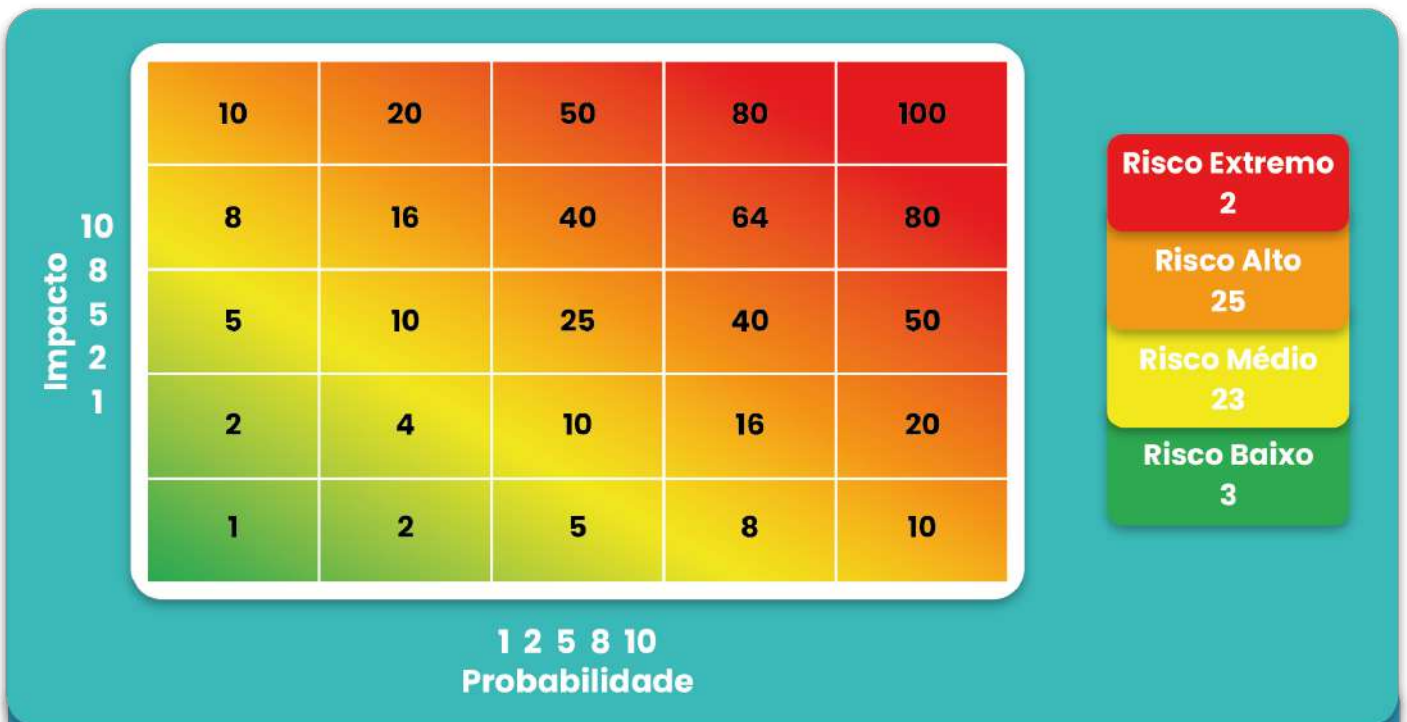 10 20 50 80 100
8 16 40 64 80
5 10 25 40 50
2 4 10 16 20
1 2 5 8 10
Impacto
10
8
5
2
1
1 2 5 8 10
Probabilidade
Risco Extremo
2
Risco Alto
25
Risco Médio
23
Risco Baixo
3